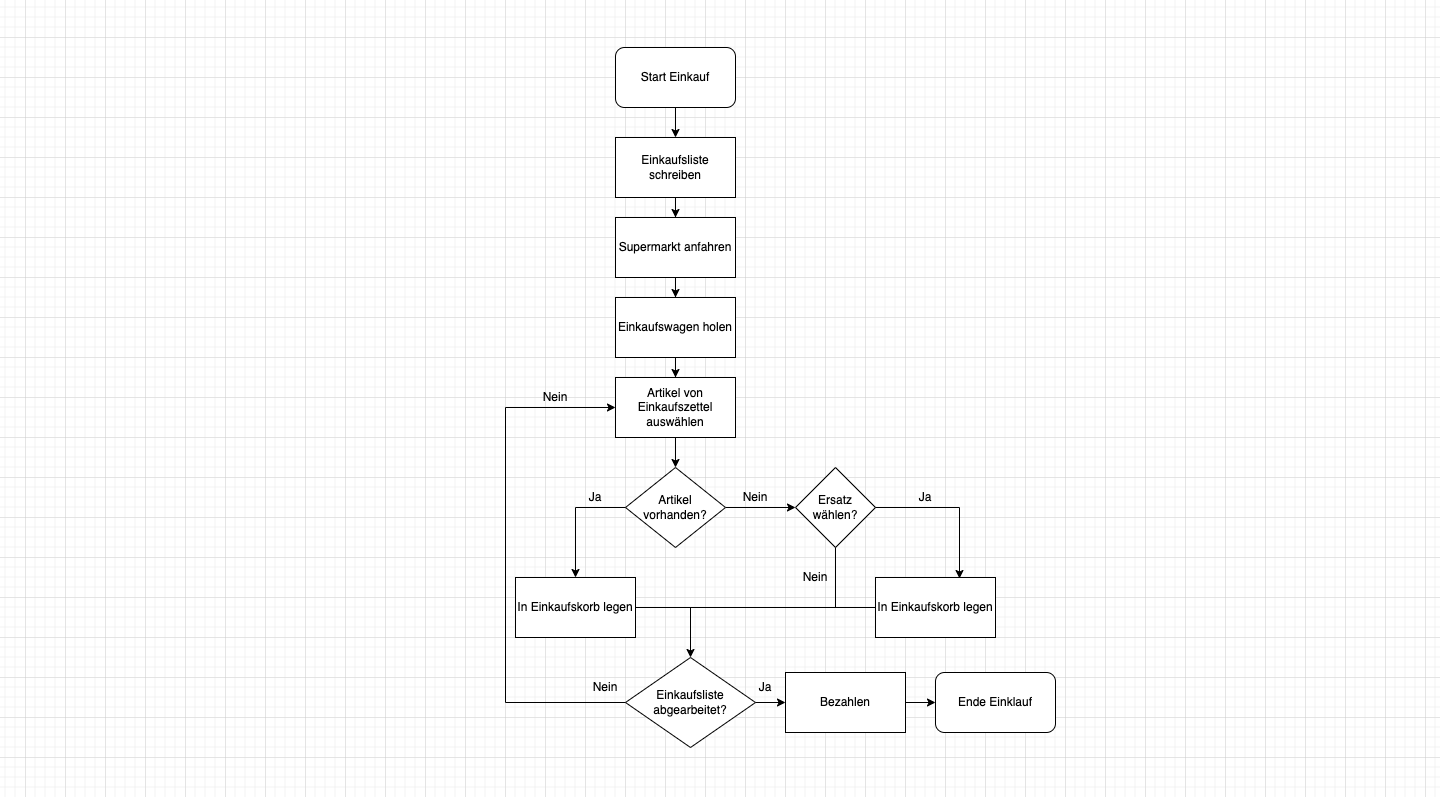 Start Einkauf
Einkaufsliste
schreiben
Supermarkt anfahren
Einkaufswagen holen
Nein
Artikel von
Einkaufszettel
auswählen
Ja
Artikel
vorhanden?
Nein
Ersatz
wählen?
Ja
Nein
In Einkaufskorb legen
In Einkaufskorb legen
Nein
Einkaufsliste
abgearbeitet?
Ja
Bezahlen
Ende Einklauf